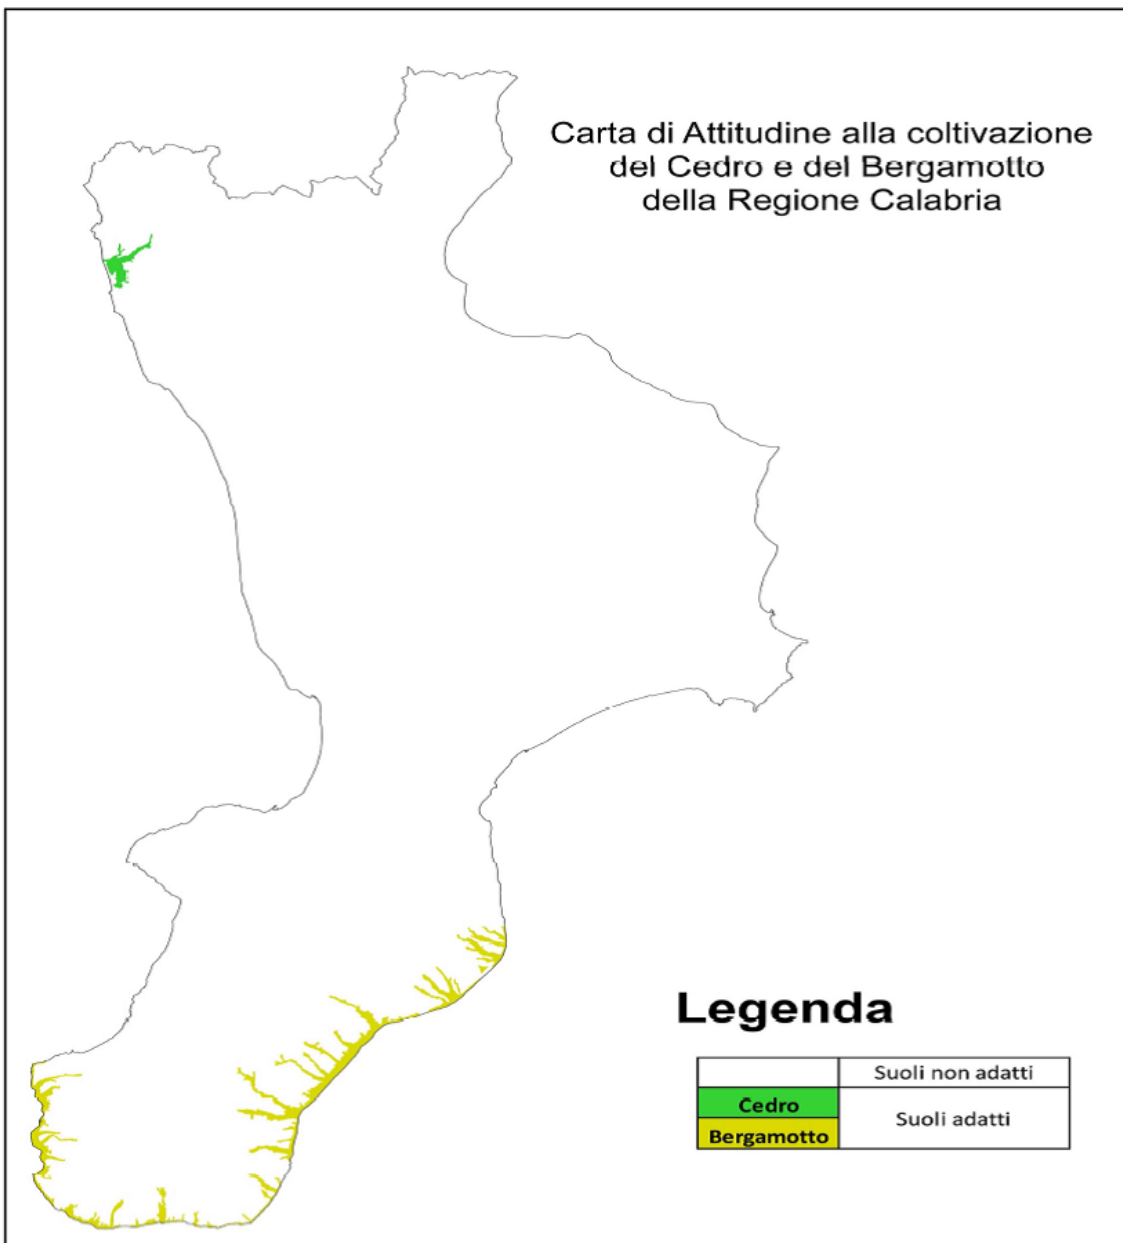 Carta di Attitudine alla coltivazione
del Cedro e del Bergamotto
della Regione Calabria
Legenda
Suoli non adatti
Cedro
Suoli adatti
Bergamotto